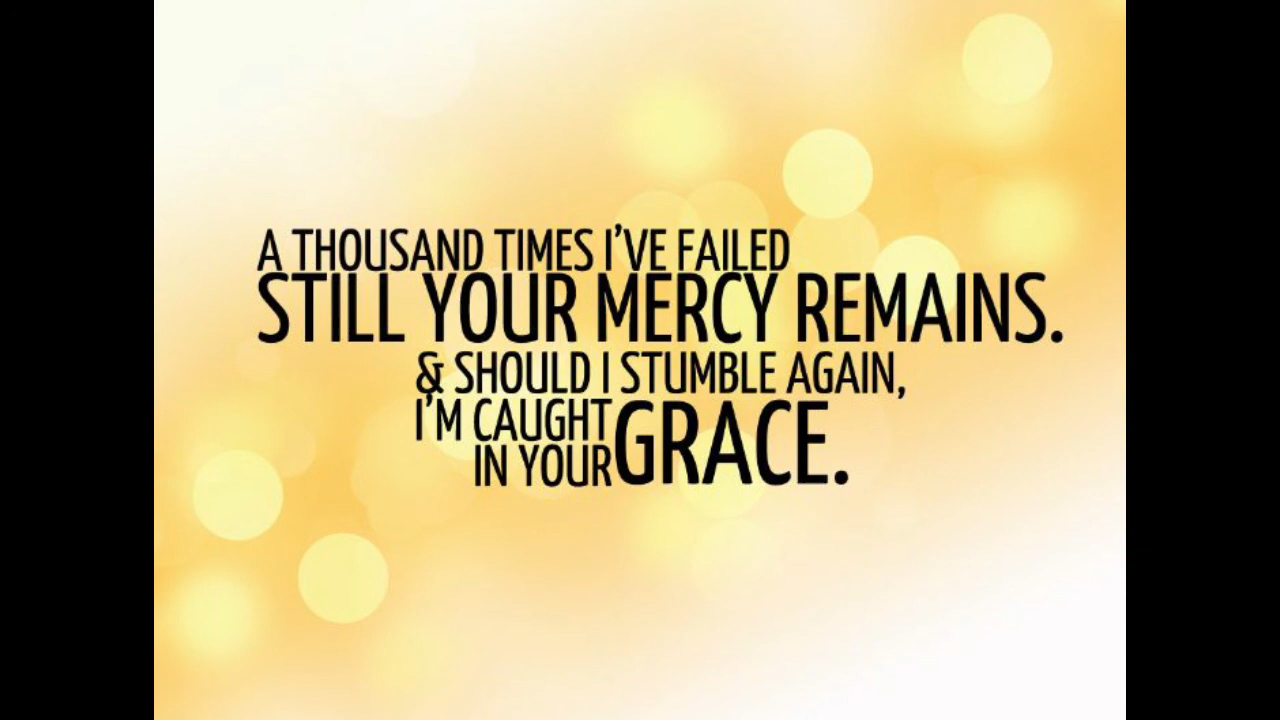 A THOUSAND TIMES I'VE FAILED
STILL YOUR MERCY REMAINS.
& SHOULD I STUMBLE AGAIN,
I'M CAUGHT
IN YOUR GRACE.